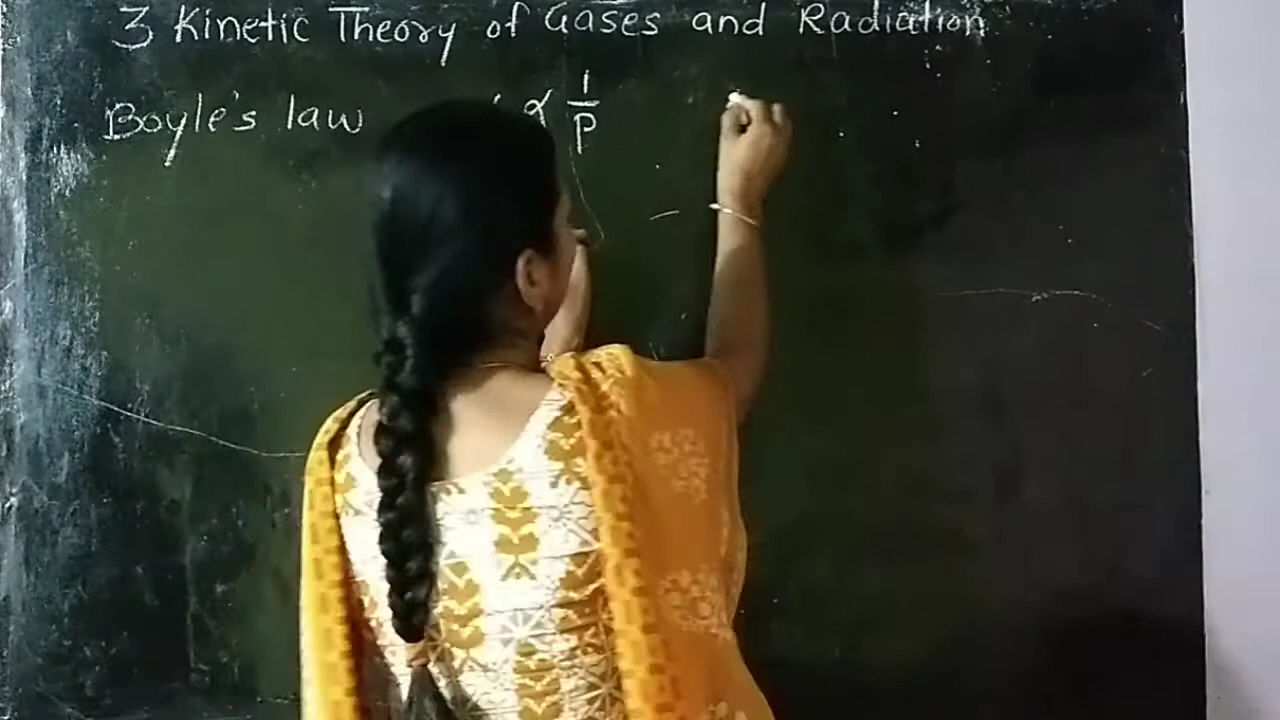 3 Kinetic Theory of Gases and Radiation
Boyle's law ∝ 1/P